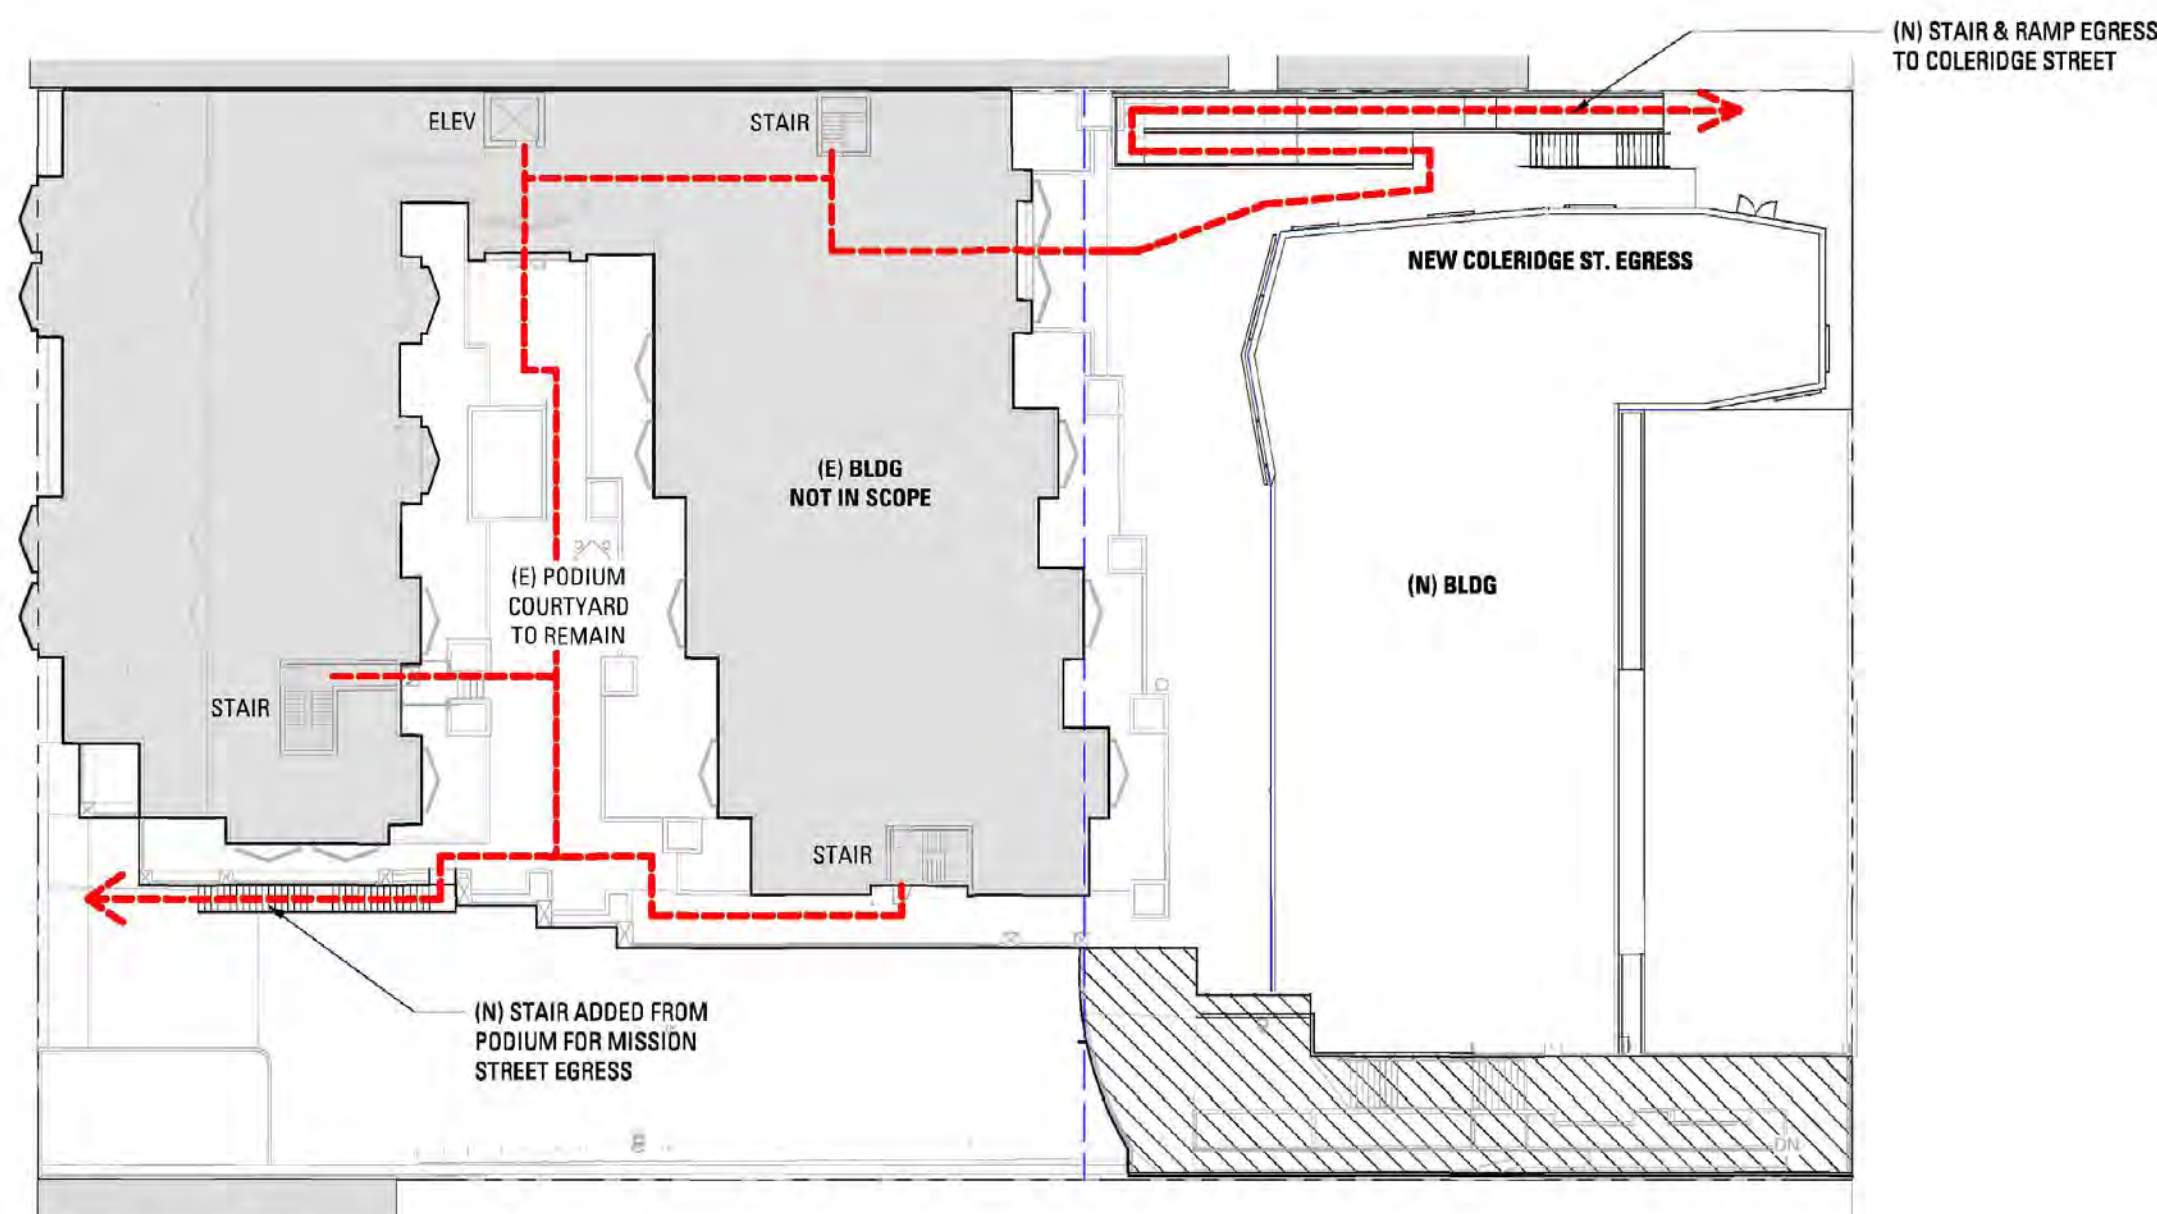 (N) STAIR & RAMP EGRESS
TO COLERIDGE STREET
ELEV
STAIR
NEW COLERIDGE ST. EGRESS
(E) BLDG
NOT IN SCOPE
(E) PODIUM
COURTYARD
TO REMAIN
(N) BLDG
STAIR
STAIR
(N) STAIR ADDED FROM
PODIUM FOR MISSION
STREET EGRESS
DN